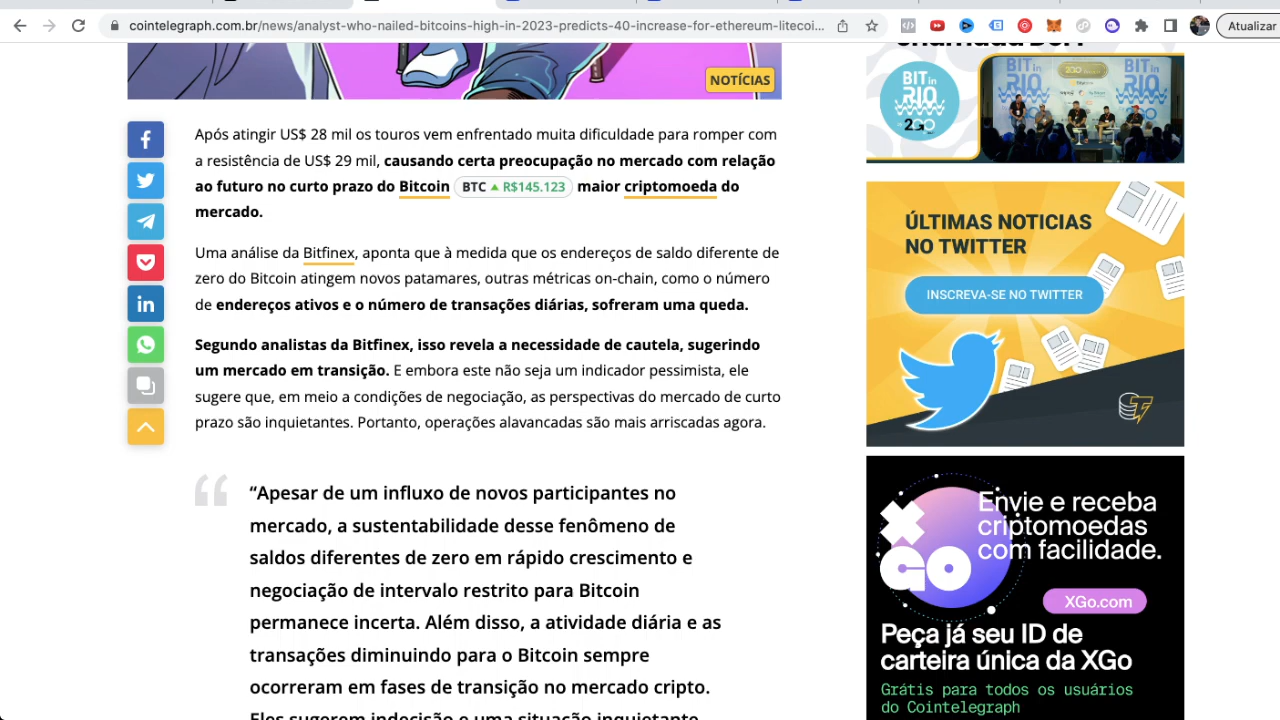 cointelegraph.com.br/news/analyst-who-nailed-bitcoins-high-in-2023-predicts-40-increase-for-ethereum-litecoi...
Atualizar
NOTÍCIAS
Após atingir US$ 28 mil os touros vem enfrentado muita dificuldade para romper com
a resistência de US$ 29 mil, causando certa preocupação no mercado com relação
ao futuro no curto prazo do Bitcoin BTC ▲ R$145.123 maior criptomoeda do
mercado.
Uma análise da Bitfinex, aponta que à medida que os endereços de saldo diferente de
zero do Bitcoin atingem novos patamares, outras métricas on-chain, como o número
de endereços ativos e o número de transações diárias, sofreram uma queda.
Segundo analistas da Bitfinex, isso revela a necessidade de cautela, sugerindo
um mercado em transição. E embora este não seja um indicador pessimista, ele
sugere que, em meio a condições de negociação, as perspectivas do mercado de curto
prazo são inquietantes. Portanto, operações alavancadas são mais arriscadas agora.
“Apesar de um influxo de novos participantes no
mercado, a sustentabilidade desse fenômeno de
saldos diferentes de zero em rápido crescimento e
negociação de intervalo restrito para Bitcoin
permanece incerta. Além disso, a atividade diária e as
transações diminuindo para o Bitcoin sempre
ocorreram em fases de transição no mercado cripto.
Eles sugerem indecisão e uma situação inquietante
BIT in
RIO
ÚLTIMAS NOTICIAS
NO TWITTER
INSCREVA-SE NO TWITTER
XGO
Envie e receba
criptomoedas
com facilidade.
XGo.com
Peça já seu ID de
carteira única da XGo
Grátis para todos os usuários
do Cointelegraph